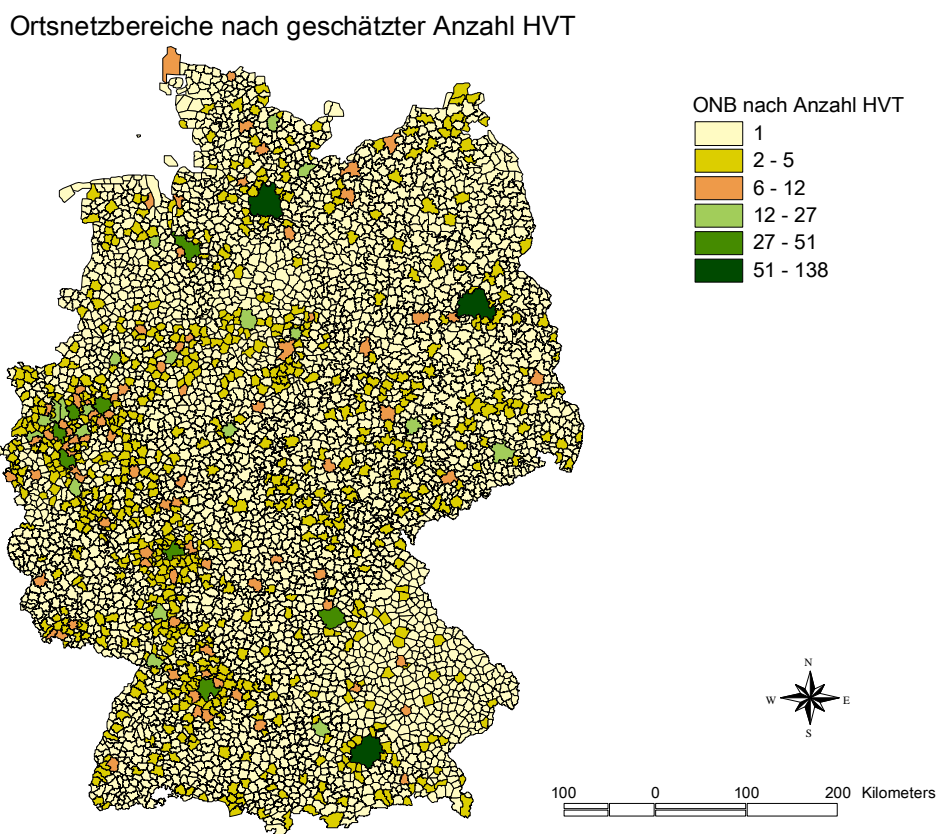 Ortsnetzbereiche nach geschätzter Anzahl HVT
ONB nach Anzahl HVT
1
2 - 5
6 - 12
12 - 27
27 - 51
51 - 138
N
W E
S
100 0 100 200 Kilometers